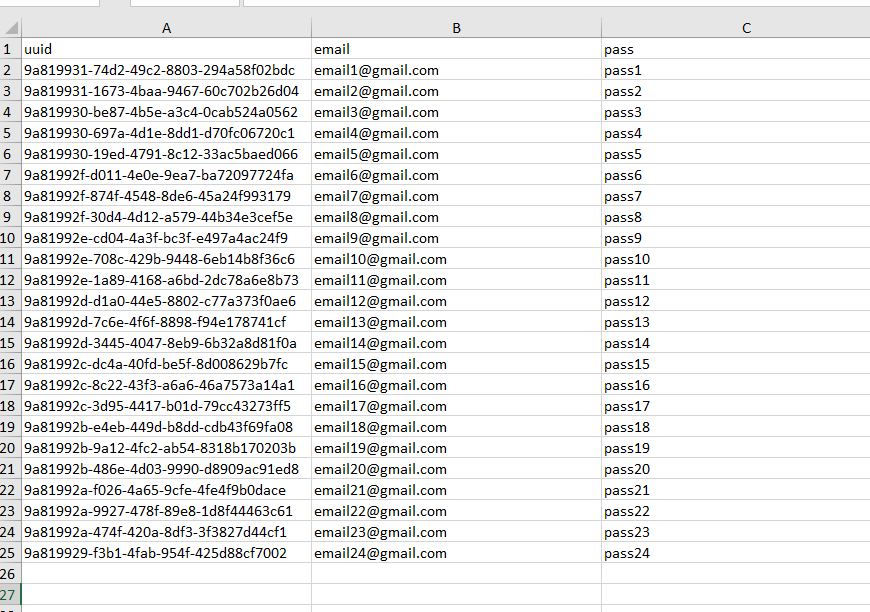 A B C
1 uuid email pass
2 9a819931-74d2-49c2-8803-294a58f02bdc email1@gmail.com pass1
3 9a819931-1673-4baa-9467-60c702b26d04 email2@gmail.com pass2
4 9a819930-be87-4b5e-a3c4-0cab524a0562 email3@gmail.com pass3
5 9a819930-697a-4d1e-8dd1-d70fc06720c1 email4@gmail.com pass4
6 9a819930-19ed-4791-8c12-33ac5baed066 email5@gmail.com pass5
7 9a81992f-d011-4e0e-9ea7-ba72097724fa email6@gmail.com pass6
8 9a81992f-874f-4548-8de6-45a24f993179 email7@gmail.com pass7
9 9a81992f-30d4-4d12-a579-44b34e3cef5e email8@gmail.com pass8
10 9a81992e-cd04-4a3f-bc3f-e497a4ac24f9 email9@gmail.com pass9
11 9a81992e-708c-429b-9448-6eb14b8f36c6 email10@gmail.com pass10
12 9a81992e-1a89-4168-a6bd-2dc78a6e8b73 email11@gmail.com pass11
13 9a81992d-d1a0-44e5-8802-c77a373f0ae6 email12@gmail.com pass12
14 9a81992d-7c6e-4f6f-8898-f94e178741cf email13@gmail.com pass13
15 9a81992d-3445-4047-8eb9-6b32a8d81f0a email14@gmail.com pass14
16 9a81992c-dc4a-40fd-be5f-8d008629b7fc email15@gmail.com pass15
17 9a81992c-8c22-43f3-a6a6-46a7573a14a1 email16@gmail.com pass16
18 9a81992c-3d95-4417-b01d-79cc43273ff5 email17@gmail.com pass17
19 9a81992b-e4eb-449d-b8dd-cdb43f69fa08 email18@gmail.com pass18
20 9a81992b-9a12-4fc2-ab54-8318b170203b email19@gmail.com pass19
21 9a81992b-486e-4d03-9990-d8909ac91ed8 email20@gmail.com pass20
22 9a81992a-f026-4a65-9cfe-4fe4f9b0dace email21@gmail.com pass21
23 9a81992a-9927-478f-89e8-1d8f44463c61 email22@gmail.com pass22
24 9a81992a-474f-420a-8df3-3f3827d44cf1 email23@gmail.com pass23
25 9a819929-f3b1-4fab-954f-425d88cf7002 email24@gmail.com pass24
26
27